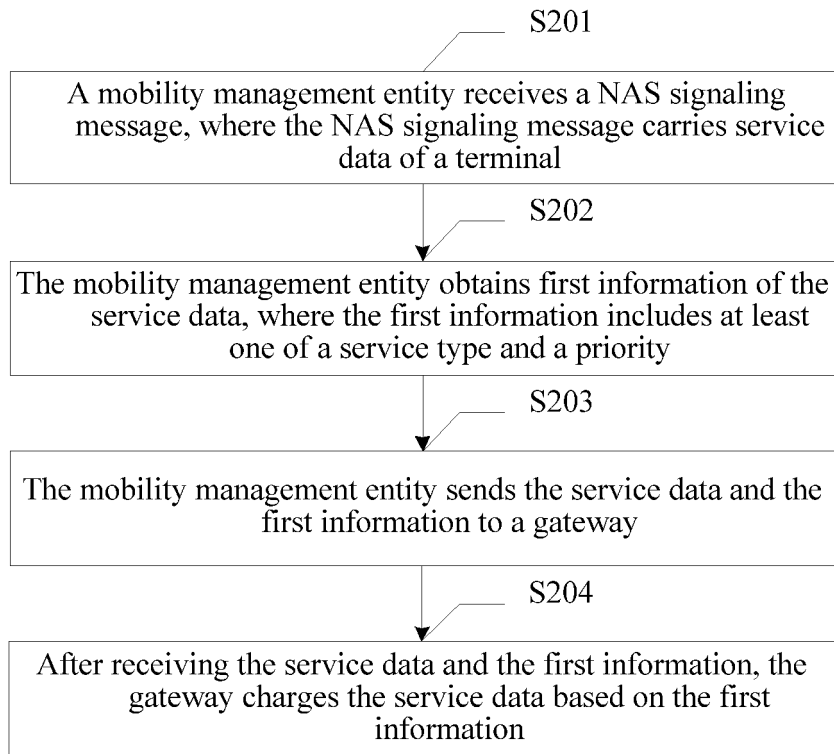 S201
A mobility management entity receives a NAS signaling
message, where the NAS signaling message carries service
data of a terminal
S202
The mobility management entity obtains first information of the
service data, where the first information includes at least
one of a service type and a priority
S203
The mobility management entity sends the service data and the
first information to a gateway
S204
After receiving the service data and the first information, the
gateway charges the service data based on the first
information